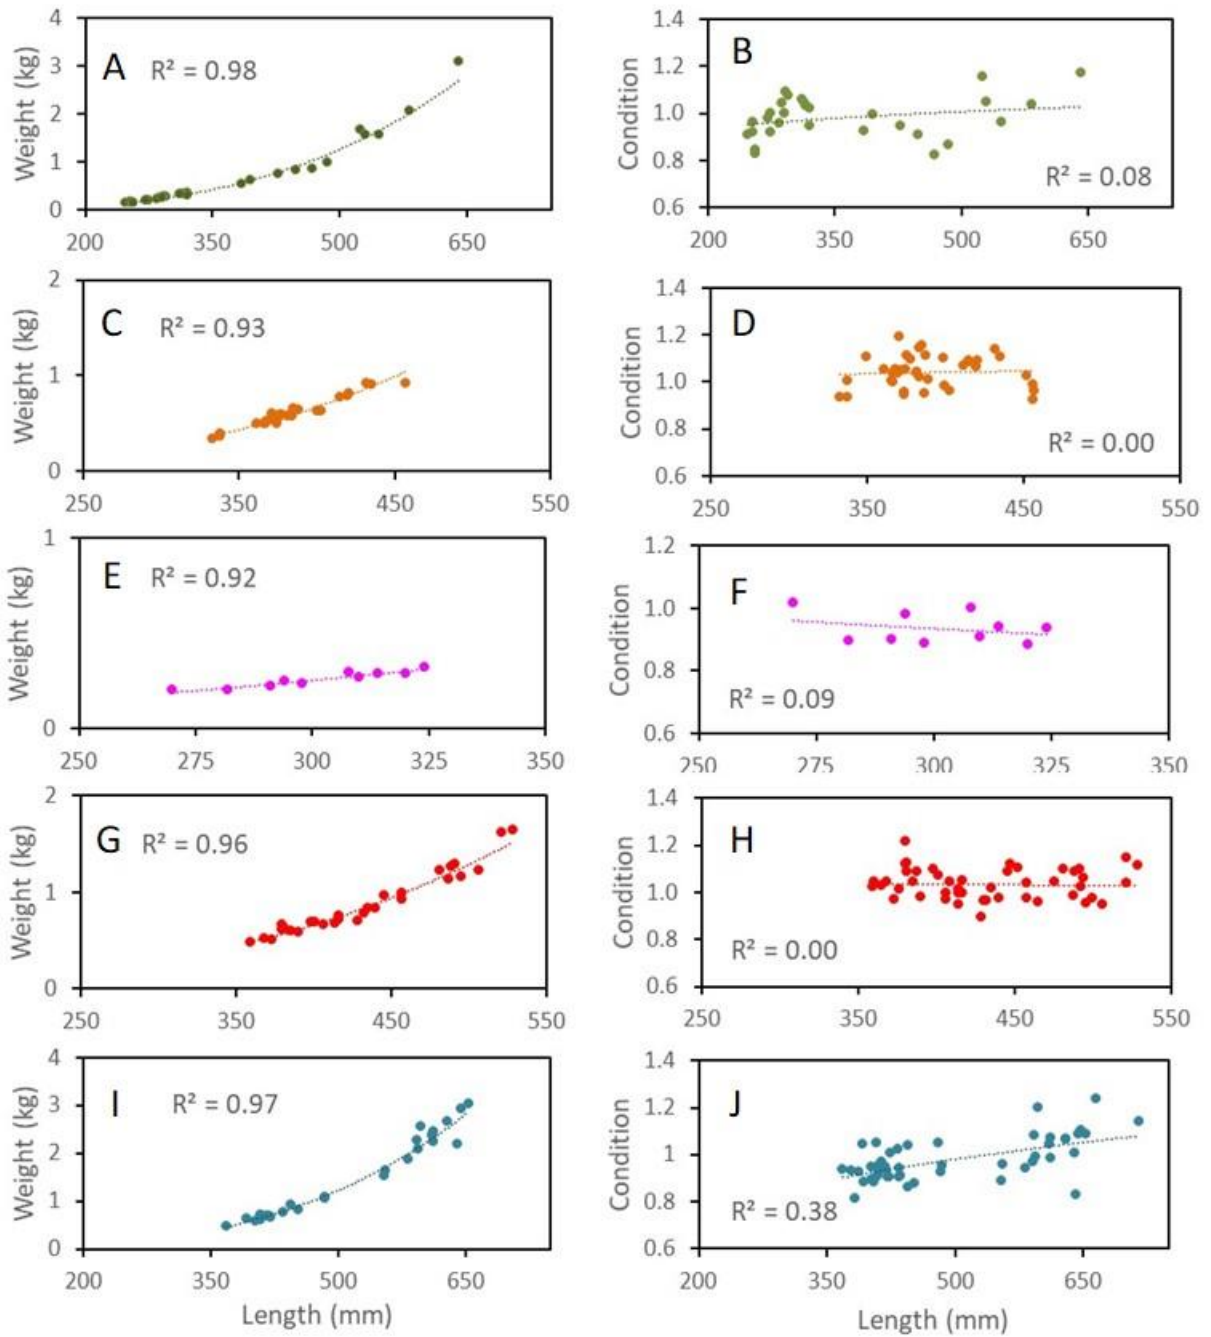 4
3
2
1
0
Weight (kg)
A
R² = 0.98
200
350
500
650
1.4
1.2
1.0
0.8
0.6
Condition
B
R² = 0.08
200
350
500
650
2
1
0
Weight (kg)
C
R² = 0.93
250
350
450
550
1.4
1.2
1.0
0.8
0.6
Condition
D
R² = 0.00
250
350
450
550
1
0
Weight (kg)
E
R² = 0.92
250
275
300
325
350
1.2
1.0
0.8
0.6
Condition
F
R² = 0.09
250
275
300
325
350
2
1
0
Weight (kg)
G
R² = 0.96
250
350
450
550
1.4
1.2
1.0
0.8
0.6
Condition
H
R² = 0.00
250
350
450
550
4
3
2
1
0
Weight (kg)
I
R² = 0.97
200
350
500
650
Length (mm)
1.4
1.2
1.0
0.8
0.6
Condition
J
R² = 0.38
200
350
500
650
Length (mm)